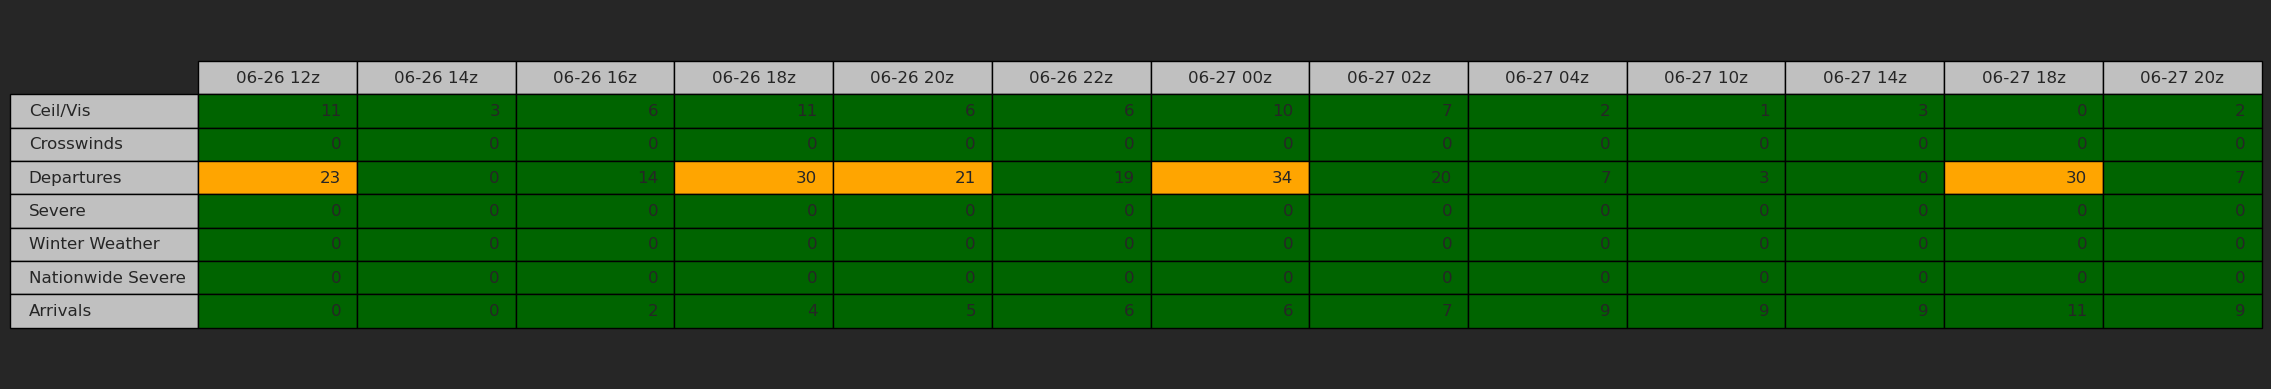 06-26 12z 06-26 14z 06-26 16z 06-26 18z 06-26 20z 06-26 22z 06-27 00z 06-27 02z 06-27 04z 06-27 10z 06-27 14z 06-27 18z 06-27 20z
Ceil/Vis 11 3 6 11 6 6 10 7 2 1 3 0 2
Crosswinds 0 0 0 0 0 0 0 0 0 0 0 0 0
Departures 23 0 14 30 21 19 34 20 7 3 0 30 7
Severe 0 0 0 0 0 0 0 0 0 0 0 0 0
Winter Weather 0 0 0 0 0 0 0 0 0 0 0 0 0
Nationwide Severe 0 0 0 0 0 0 0 0 0 0 0 0 0
Arrivals 0 0 2 4 5 6 6 7 9 9 9 11 9